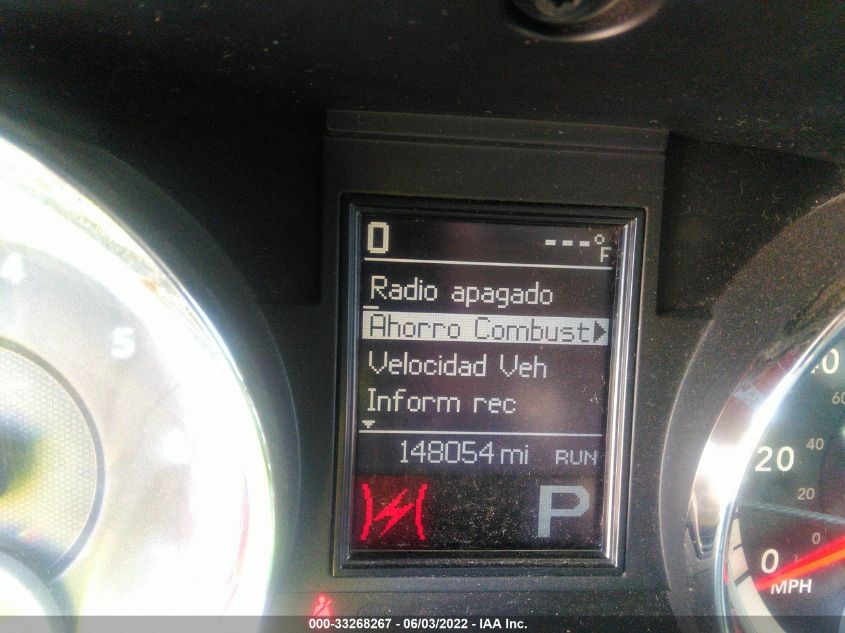 0 ---°F
Radio apagado
Ahorro Combust
Velocidad Veh
Inform rec
148054 mi RUN
P
4
5
20
0
MPH
60
40
20
0
000-33268267 - 06/03/2022 - IAA Inc.